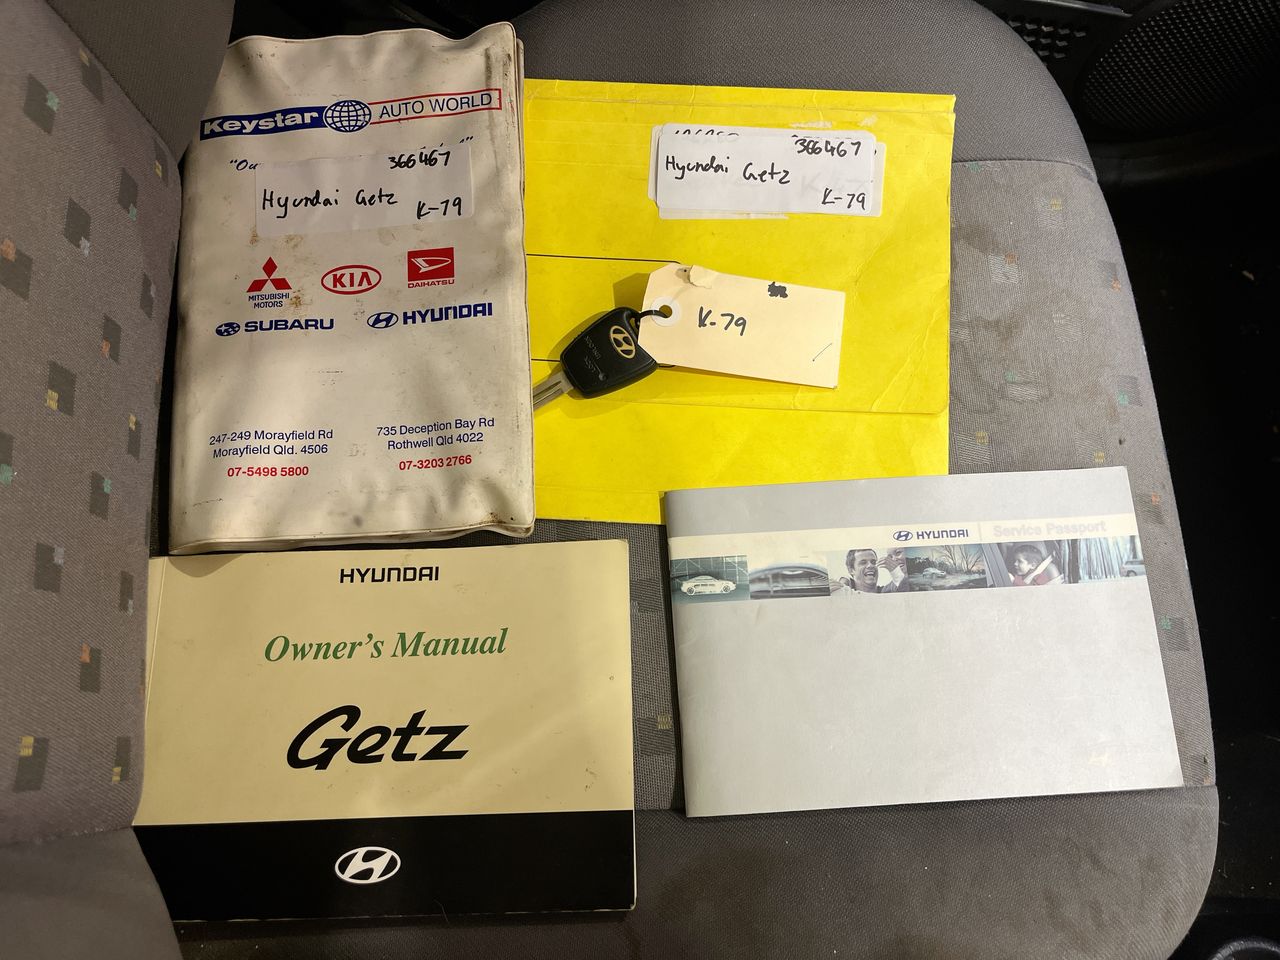 Keystar AUTO WORLD
366467
Hyundai Getz
K-79
MITSUBISHI
MOTORS
KIA
DAIHATSU
SUBARU
HYUNDAI
247-249 Morayfield Rd
Morayfield Qld. 4506
07-5498 5800
735 Deception Bay Rd
Rothwell Qld 4022
07-3203 2766
366467
Hyundai Getz
K-79
K-79
LOCK
UNLOCK
HYUNDAI
Owner's Manual
Getz
HYUNDAI Service Passport